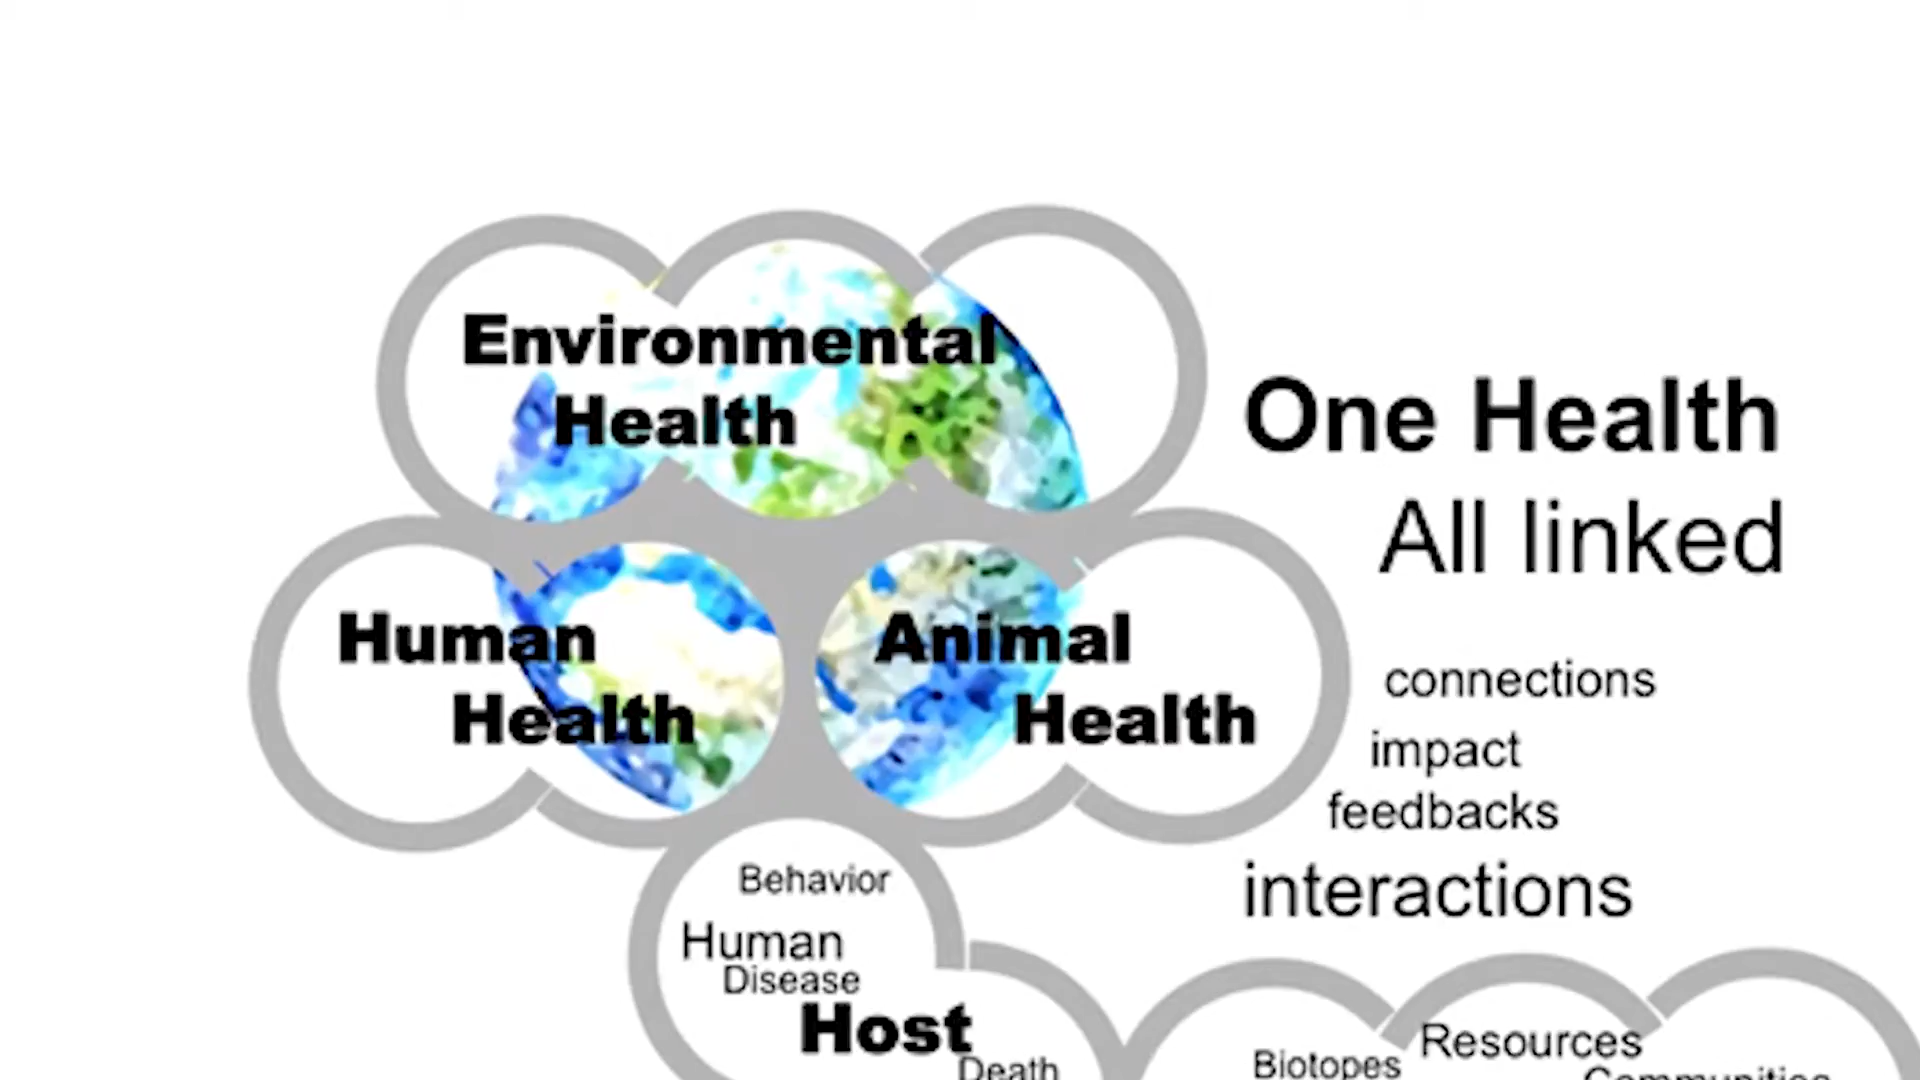 Environmental
Health
One Health
All linked
Human
Health
Animal
Health
connections
impact
feedbacks
interactions
Behavior
Human
Disease
Host
Death
Biotopes
Resources
Communities